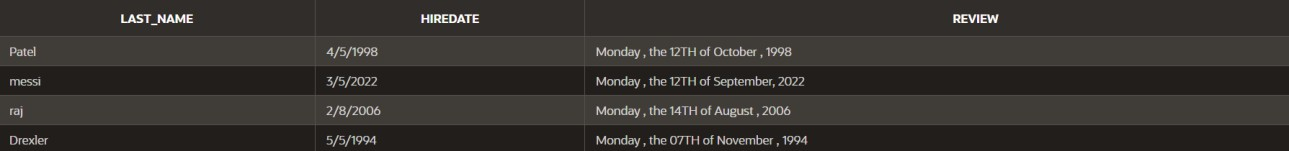 LAST_NAME HIREDATE REVIEW
Patel 4/5/1998 Monday , the 12TH of October , 1998
messi 3/5/2022 Monday , the 12TH of September, 2022
raj 2/8/2006 Monday , the 14TH of August , 2006
Drexler 5/5/1994 Monday , the 07TH of November , 1994